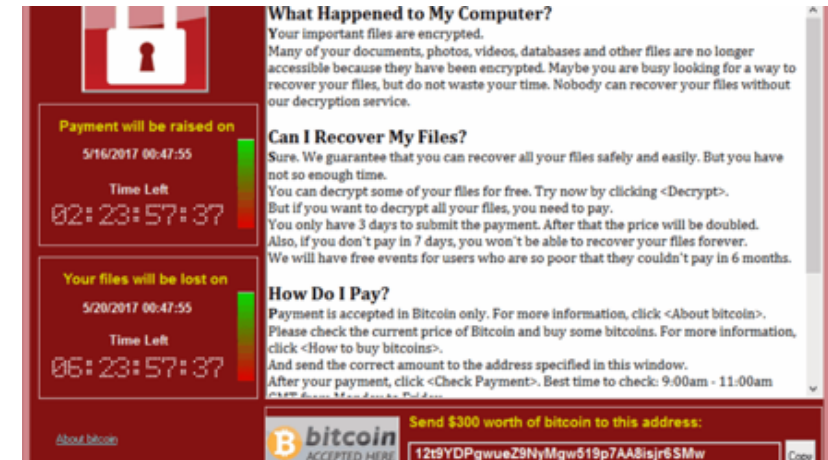 What Happened to My Computer?
Your important files are encrypted.
Many of your documents, photos, videos, databases and other files are no longer
accessible because they have been encrypted. Maybe you are busy looking for a way to
recover your files, but do not waste your time. Nobody can recover your files without
our decryption service.
Can I Recover My Files?
Sure. We guarantee that you can recover all your files safely and easily. But you have
not so enough time.
You can decrypt some of your files for free. Try now by clicking <Decrypt>.
But if you want to decrypt all your files, you need to pay.
You only have 3 days to submit the payment. After that the price will be doubled.
Also, if you don't pay in 7 days, you won't be able to recover your files forever.
We will have free events for users who are so poor that they couldn't pay in 6 months.
How Do I Pay?
Payment is accepted in Bitcoin only. For more information, click <About bitcoin>.
Please check the current price of Bitcoin and buy some bitcoins. For more information,
click <How to buy bitcoins>.
And send the correct amount to the address specified in this window.
After your payment, click <Check Payment>. Best time to check: 9:00am - 11:00am
GMT from Monday to Friday.
Payment will be raised on
5/16/2017 00:47:55
Time Left
02:23:57:37
Your files will be lost on
5/20/2017 00:47:55
Time Left
06:23:57:37
About bitcoin
bitcoin
ACCEPTED HERE
Send $300 worth of bitcoin to this address:
12t9YDPgwueZ9NyMgw519p7AA8isjr6SMw
Copy